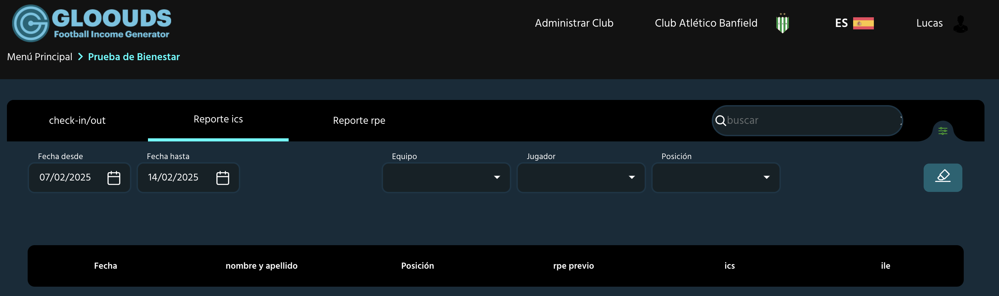 GLOOUDS
Football Income Generator
Administrar Club
Club Atlético Banfield
ES
Lucas
Menú Principal > Prueba de Bienestar
check-in/out
Reporte ics
Reporte rpe
buscar
Fecha desde
Fecha hasta
Equipo
Jugador
Posición
07/02/2025
14/02/2025
Fecha
nombre y apellido
Posición
rpe previo
ics
ile